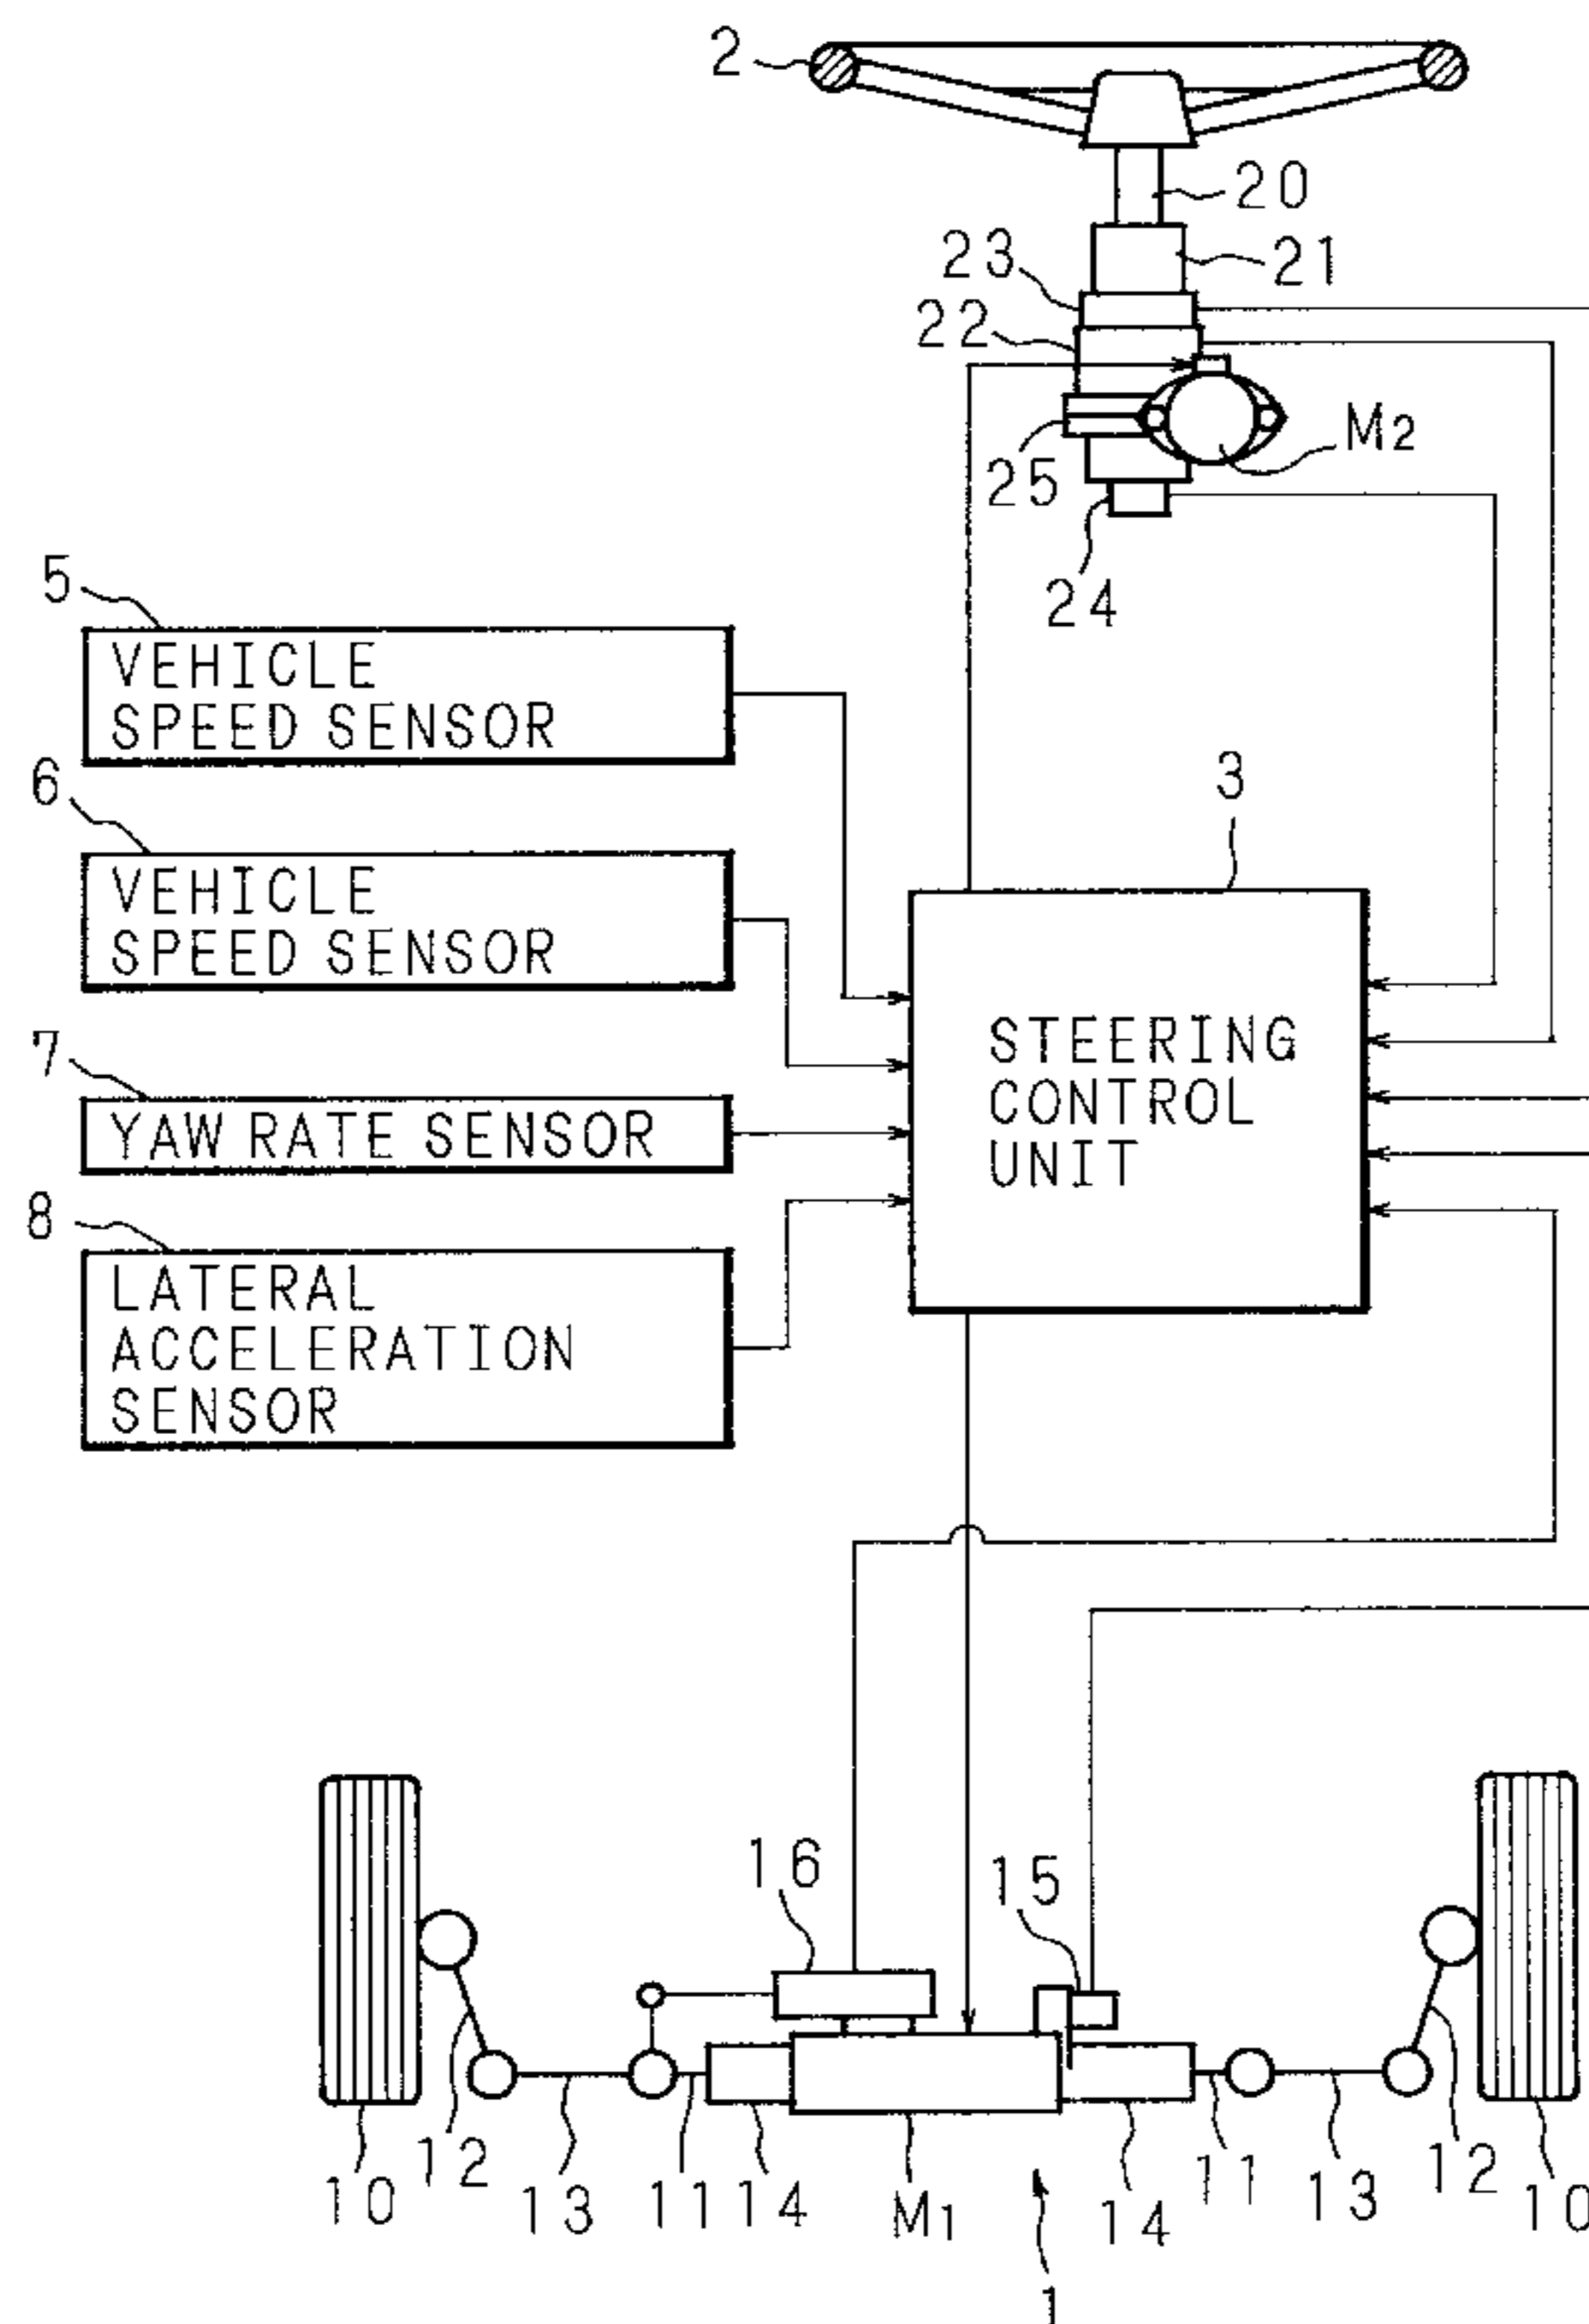 2
20
21
23
22
M2
25
24
5
VEHICLE
SPEED SENSOR
6
VEHICLE
SPEED SENSOR
3
7
YAW RATE SENSOR
STEERING
CONTROL
UNIT
8
LATERAL
ACCELERATION
SENSOR
16
15
10
12
13
11
14
M1
14
11
13
12
10
1